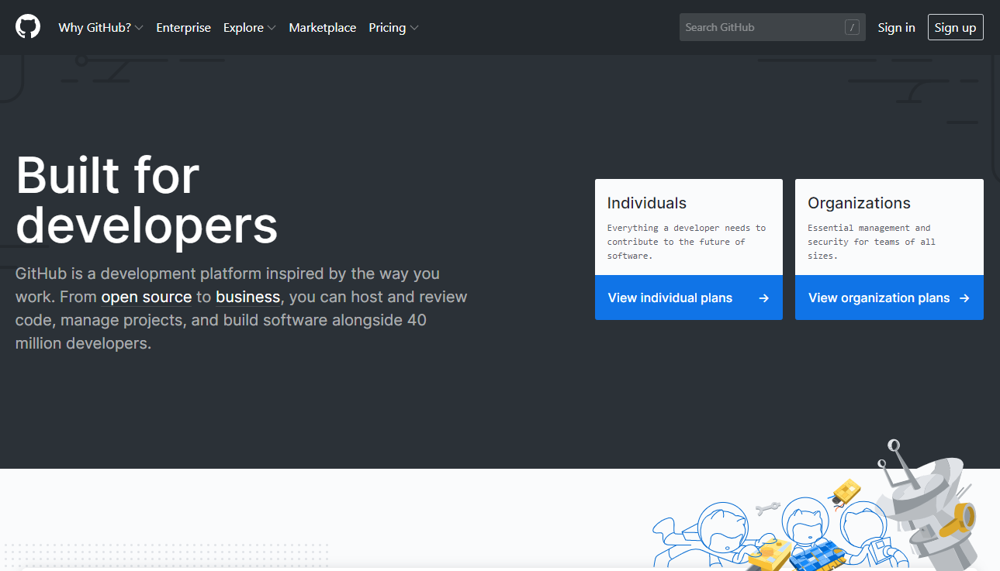 Why GitHub? Enterprise Explore Marketplace Pricing Search GitHub / Sign in Sign up
Built for
developers
GitHub is a development platform inspired by the way you
work. From open source to business, you can host and review
code, manage projects, and build software alongside 40
million developers.
Individuals
Everything a developer needs to
contribute to the future of
software.
View individual plans →
Organizations
Essential management and
security for teams of all
sizes.
View organization plans →